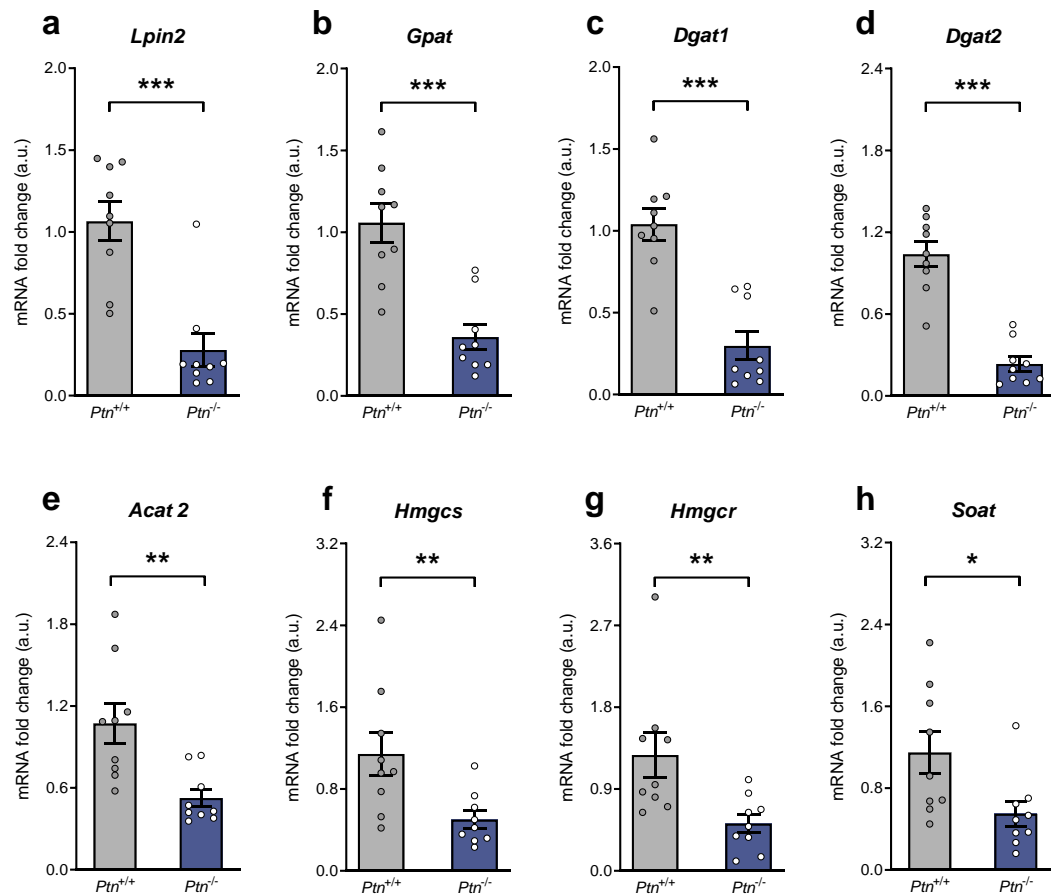 a
Lpin2
mRNA fold change (a.u.)
2.0
1.5
1.0
0.5
0.0
***
Ptn+/+
Ptn-/-
b
Gpat
mRNA fold change (a.u.)
2.0
1.5
1.0
0.5
0.0
***
Ptn+/+
Ptn-/-
c
Dgat1
mRNA fold change (a.u.)
2.0
1.5
1.0
0.5
0.0
***
Ptn+/+
Ptn-/-
d
Dgat2
mRNA fold change (a.u.)
2.4
1.8
1.2
0.6
0.0
***
Ptn+/+
Ptn-/-
e
Acat 2
mRNA fold change (a.u.)
2.4
1.8
1.2
0.6
0.0
**
Ptn+/+
Ptn-/-
f
Hmgcs
mRNA fold change (a.u.)
3.2
2.4
1.6
0.8
0.0
**
Ptn+/+
Ptn-/-
g
Hmgcr
mRNA fold change (a.u.)
3.6
2.7
1.8
0.9
0.0
**
Ptn+/+
Ptn-/-
h
Soat
mRNA fold change (a.u.)
3.2
2.4
1.6
0.8
0.0
*
Ptn+/+
Ptn-/-